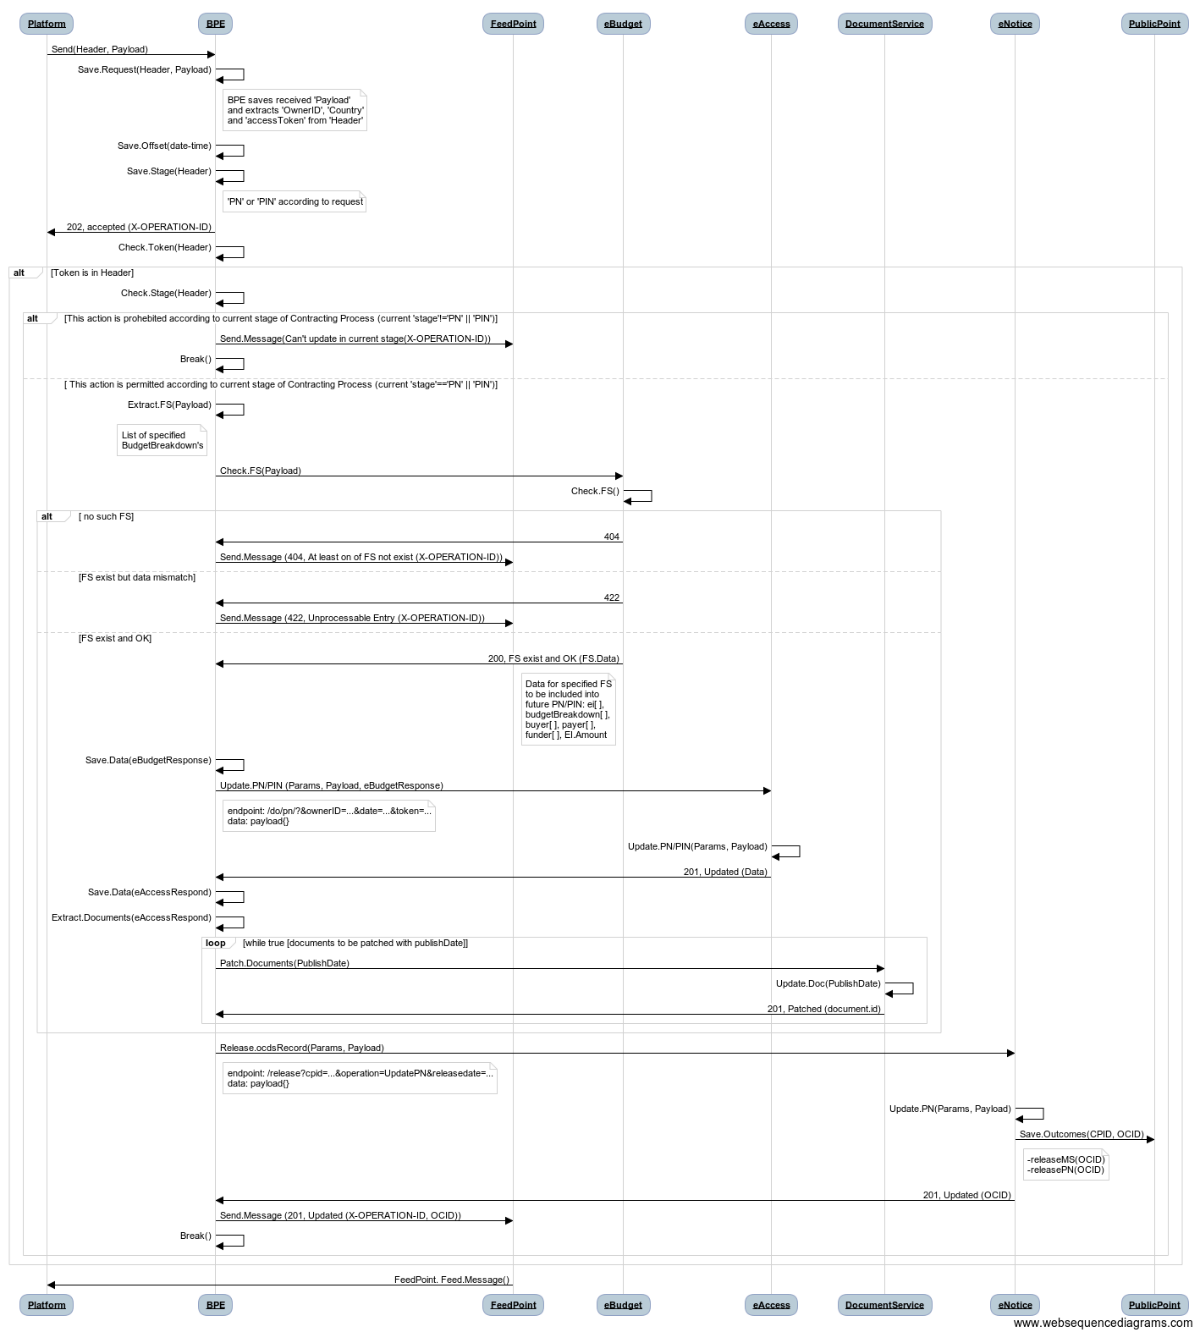 Platform BPE FeedPoint eBudget eAccess DocumentService eNotice PublicPoint
Send(Header, Payload)
Save.Request(Header, Payload)
BPE saves received 'Payload'
and extracts 'OwnerID', 'Country'
and 'accessToken' from 'Header'
Save.Offset(date-time)
Save.Stage(Header)
'PN' or 'PIN' according to request
202, accepted (X-OPERATION-ID)
Check.Token(Header)
alt [Token is in Header]
Check.Stage(Header)
alt [This action is prohebited according to current stage of Contracting Process (current 'stage'!='PN' || 'PIN')]
Send.Message(Can't update in current stage(X-OPERATION-ID))
Break()
[ This action is permitted according to current stage of Contracting Process (current 'stage'=='PN' || 'PIN')]
Extract.FS(Payload)
List of specified
BudgetBreakdown's
Check.FS(Payload)
Check.FS()
alt [ no such FS]
404
Send.Message (404, At least on of FS not exist (X-OPERATION-ID))
[FS exist but data mismatch]
422
Send.Message (422, Unprocessable Entry (X-OPERATION-ID))
[FS exist and OK]
200, FS exist and OK (FS.Data)
Data for specified FS
to be included into
future PN/PIN: ei[ ],
budgetBreakdown[ ],
buyer[ ], payer[ ],
funder[ ], EI.Amount
Save.Data(eBudgetResponse)
Update.PN/PIN (Params, Payload, eBudgetResponse)
endpoint: /do/pn/?&ownerID=...&date=...&token=...
data: payload{}
Update.PN/PIN(Params, Payload)
201, Updated (Data)
Save.Data(eAccessRespond)
Extract.Documents(eAccessRespond)
loop [while true [documents to be patched with publishDate]]
Patch.Documents(PublishDate)
Update.Doc(PublishDate)
201, Patched (document.id)
Release.ocdsRecord(Params, Payload)
endpoint: /release?cpid=...&operation=UpdatePN&releasedate=...
data: payload{}
Update.PN(Params, Payload)
Save.Outcomes(CPID, OCID)
-releaseMS(OCID)
-releasePN(OCID)
201, Updated (OCID)
Send.Message (201, Updated (X-OPERATION-ID, OCID))
Break()
FeedPoint. Feed.Message()
Platform BPE FeedPoint eBudget eAccess DocumentService eNotice PublicPoint
www.websequencediagrams.com